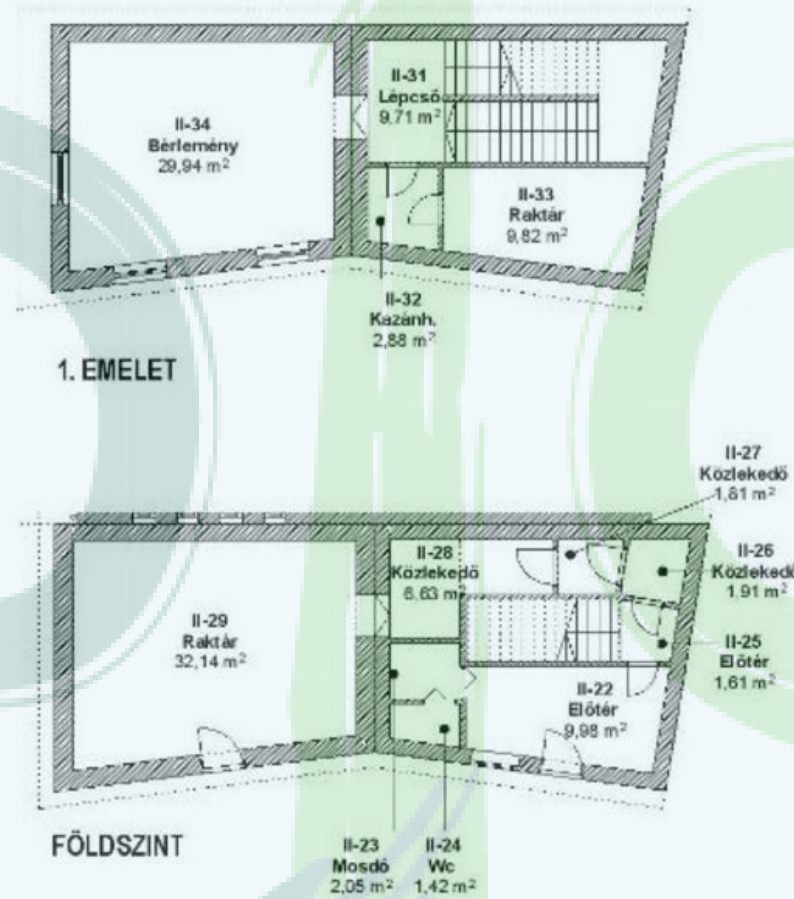 II-34
Bérlemény
29,94 m²
II-31
Lépcső
9,71 m²
II-33
Raktár
9,82 m²
II-32
Kazánh.
2,88 m²
1. EMELET
II-27
Közlekedő
1,81 m²
II-28
Közlekedő
6,63 m
II-26
Közlekedő
1,91 m²
II-29
Raktár
32,14 m²
II-25
Előtér
1,61 m²
II-22
Előtér
9,98 m²
FÖLDSZINT
II-23
Mosdó
2,05 m²
II-24
Wc
1,42 m²